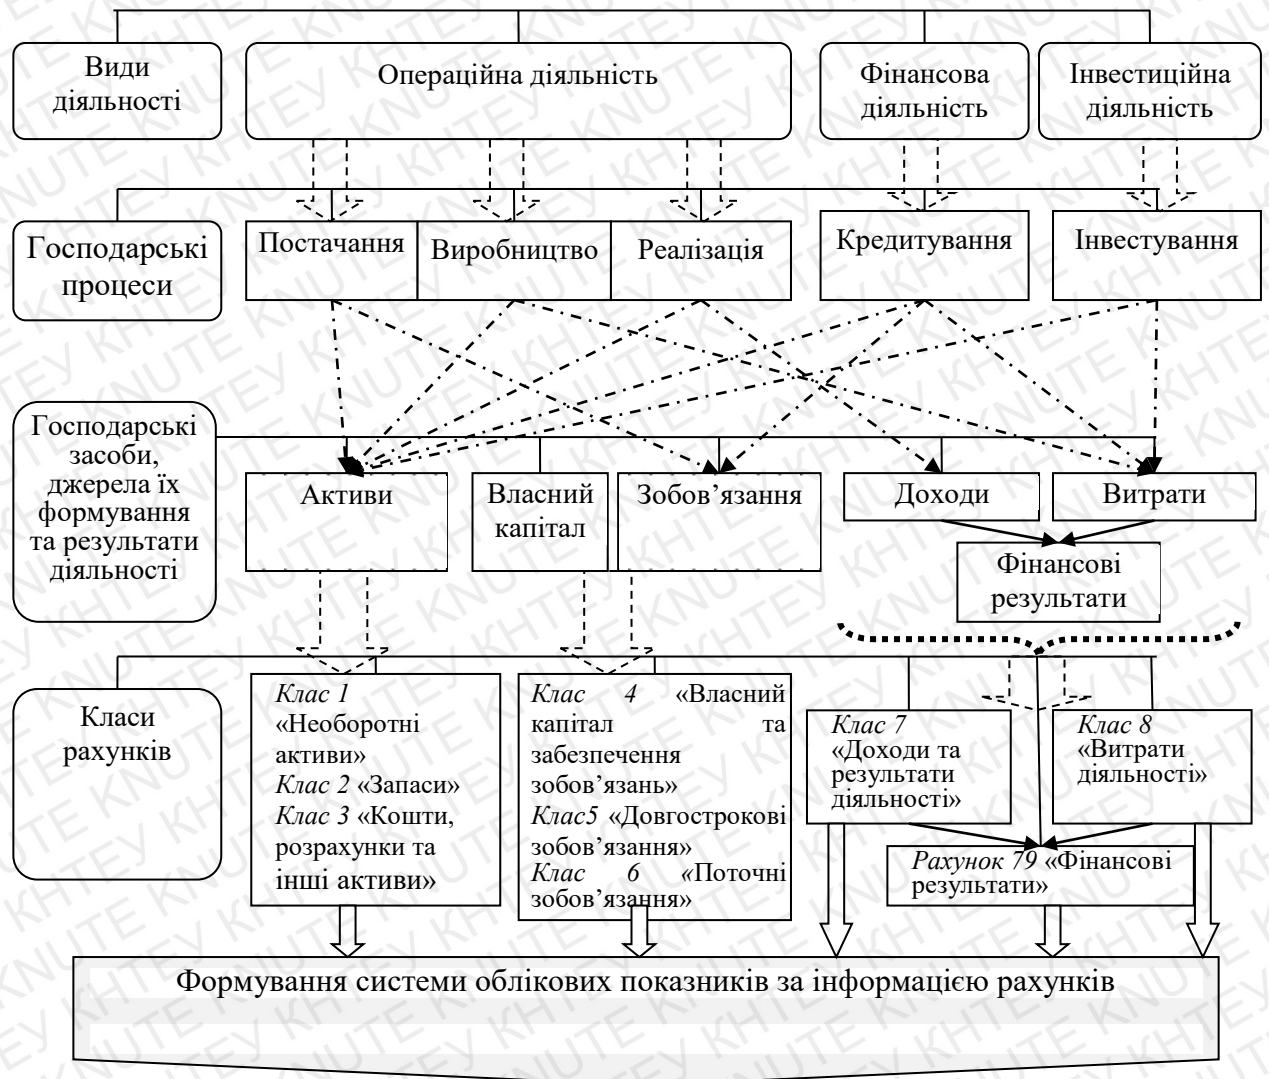 Види
діяльності
Операційна діяльність
Фінансова
діяльність
Інвестиційна
діяльність
Господарські
процеси
Постачання
Виробництво
Реалізація
Кредитування
Інвестування
Господарські
засоби,
джерела їх
формування
та результати
діяльності
Активи
Власний
капітал
Зобов’язання
Доходи
Витрати
Фінансові
результати
Класи
рахунків
Клас 1
«Необоротні
активи»
Клас 2 «Запаси»
Клас 3 «Кошти,
розрахунки та
інші активи»
Клас 4 «Власний
капітал та
забезпечення
зобов’язань»
Клас5 «Довгострокові
зобов’язання»
Клас 6 «Поточні
зобов’язання»
Клас 7
«Доходи та
результати
діяльності»
Клас 8
«Витрати
діяльності»
Рахунок 79 «Фінансові
результати»
Формування системи облікових показників за інформацією рахунків